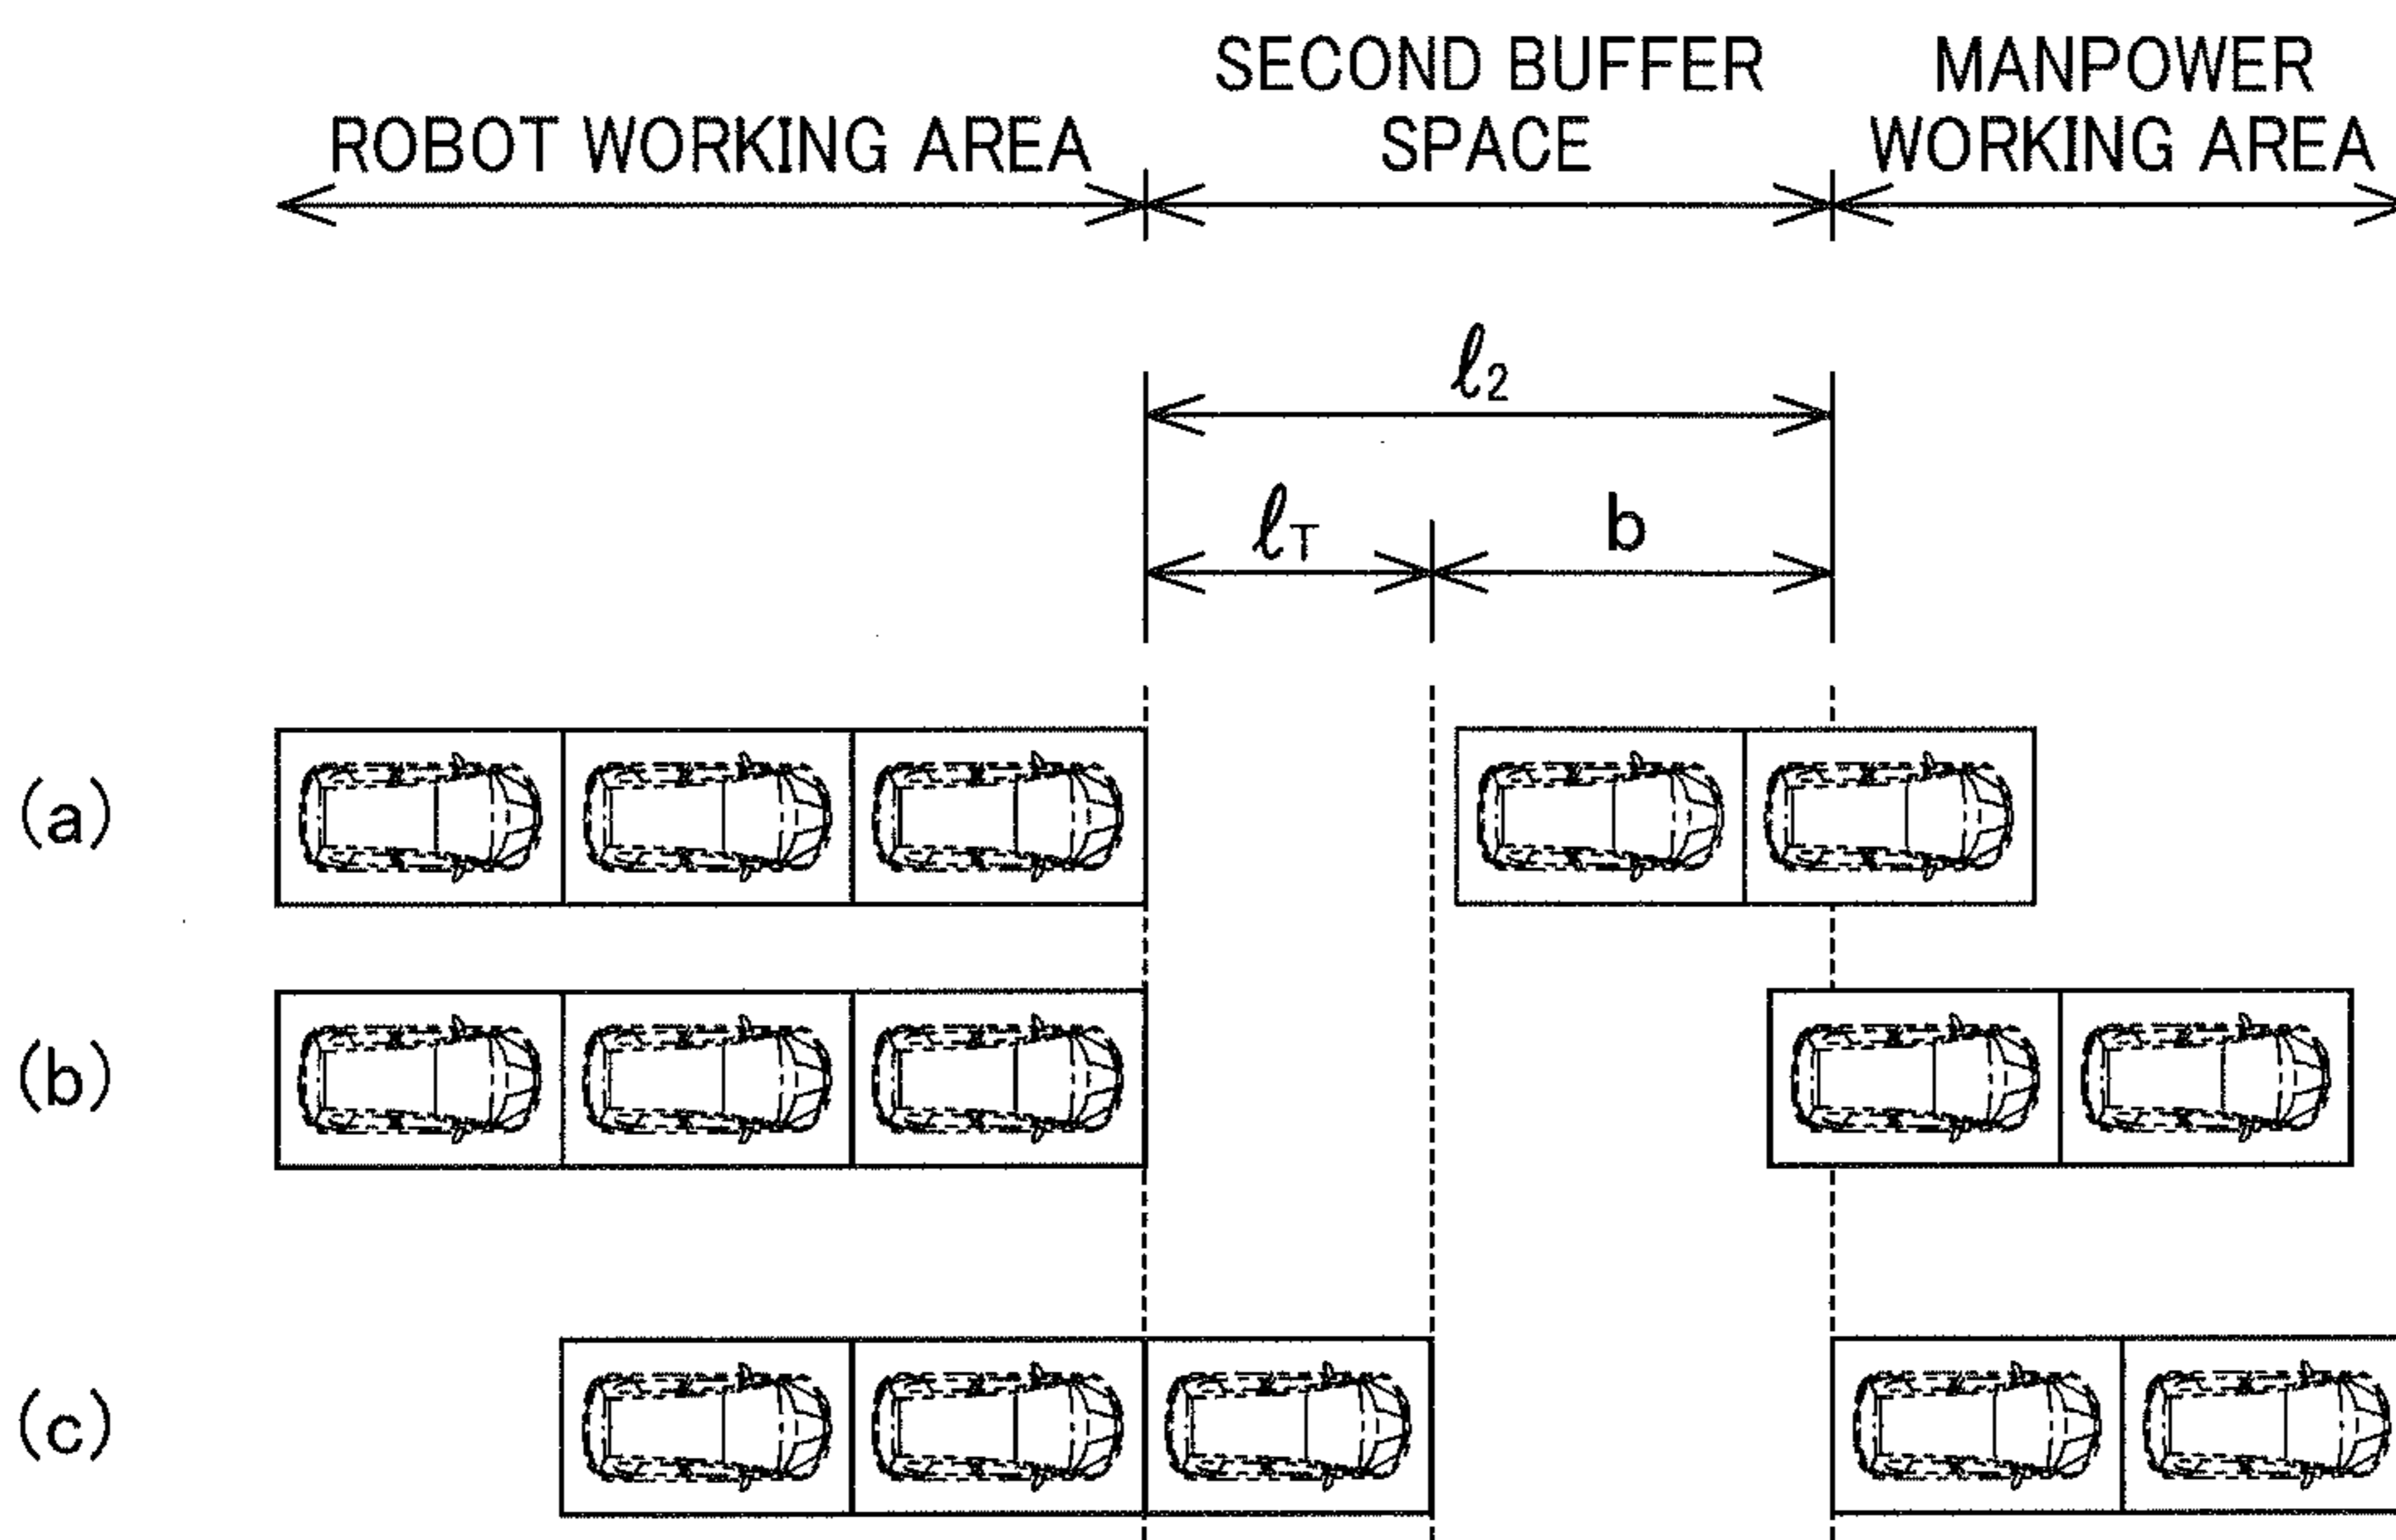 SECOND BUFFER
SPACE
MANPOWER
WORKING AREA
ROBOT WORKING AREA
ℓ2
ℓT
b
(a)
(b)
(c)